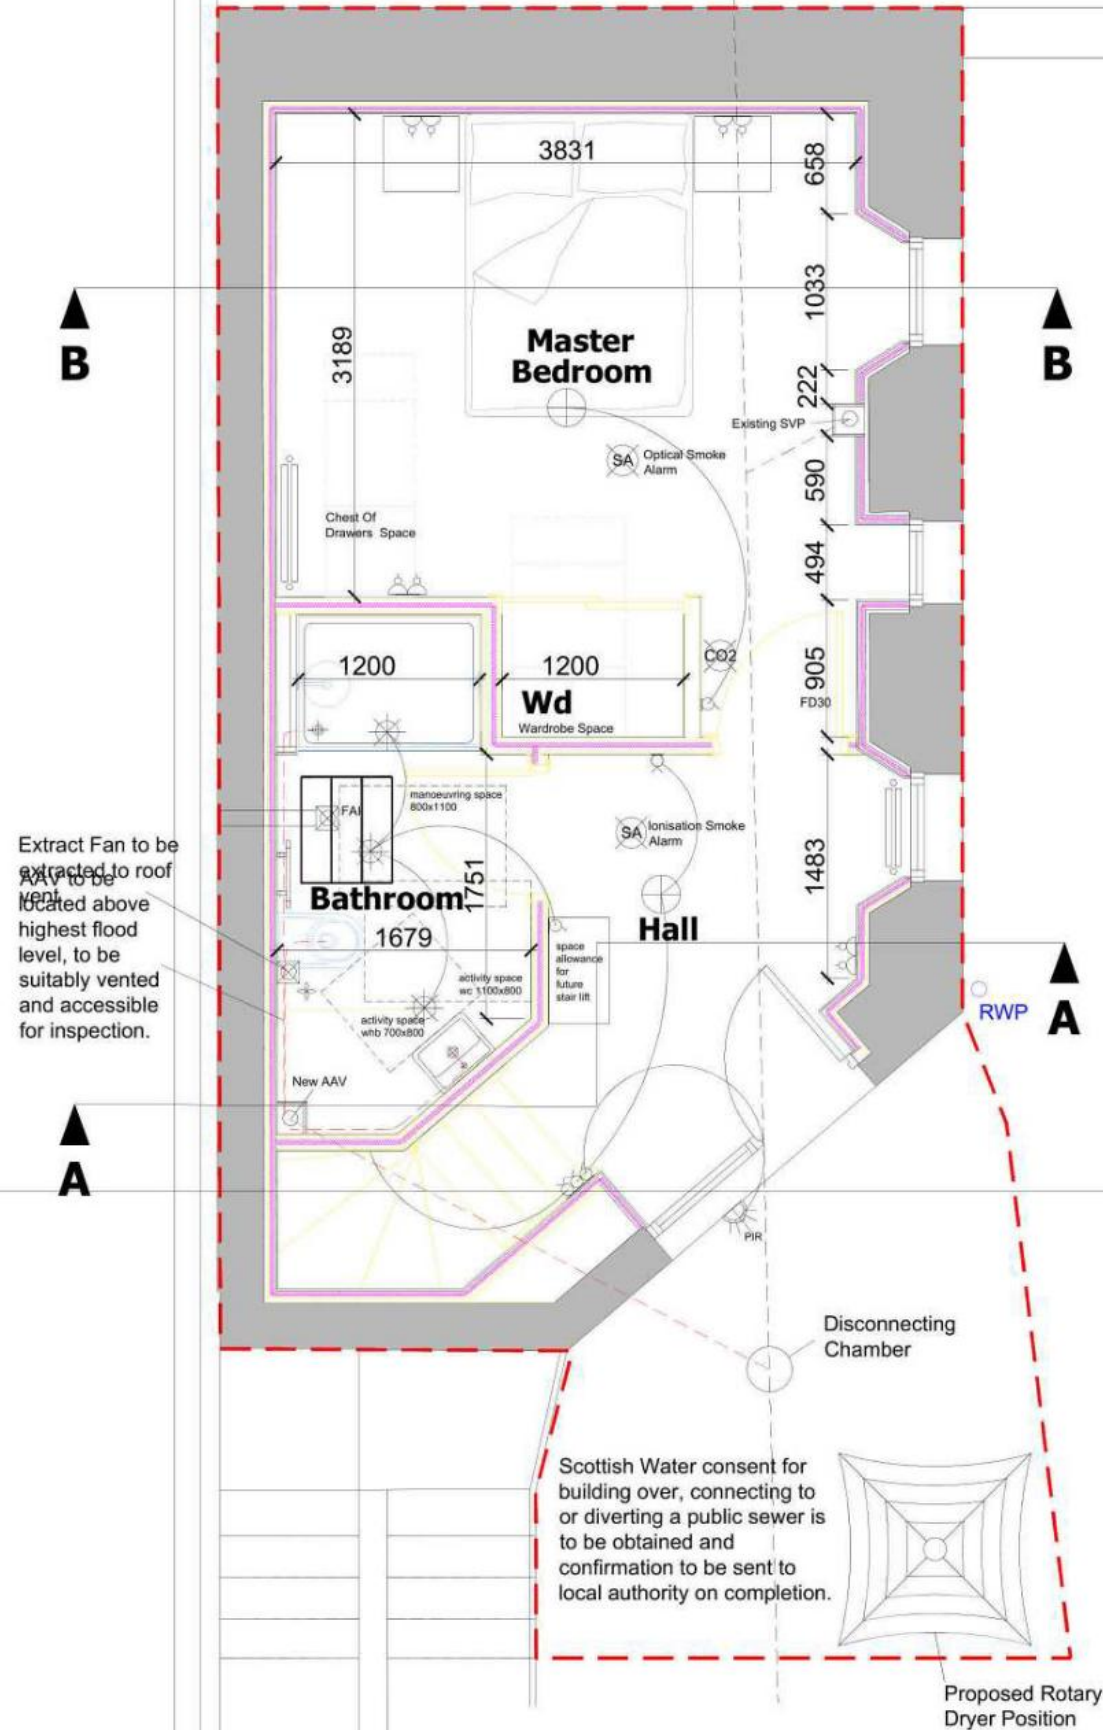 3831
658
1033
B
B
3189
Master
Bedroom
222
Existing SVP
SA
Optical Smoke
Alarm
590
Chest Of
Drawers Space
494
1200
1200
CO2
905
Wd
FD30
Wardrobe Space
manoeuvring space
800x1100
FAI
SA
Ionisation Smoke
Alarm
Extract Fan to be
extracted to roof
vent.
AAV to be
located above
highest flood
level, to be
suitably vented
and accessible
for inspection.
1751
1483
Bathroom
1679
Hall
space
allowance
for
future
stair lift
activity space
wc 1100x800
activity space
whb 700x800
RWP
A
New AAV
A
PIR
Disconnecting
Chamber
Scottish Water consent for
building over, connecting to
or diverting a public sewer is
to be obtained and
confirmation to be sent to
local authority on completion.
Proposed Rotary
Dryer Position